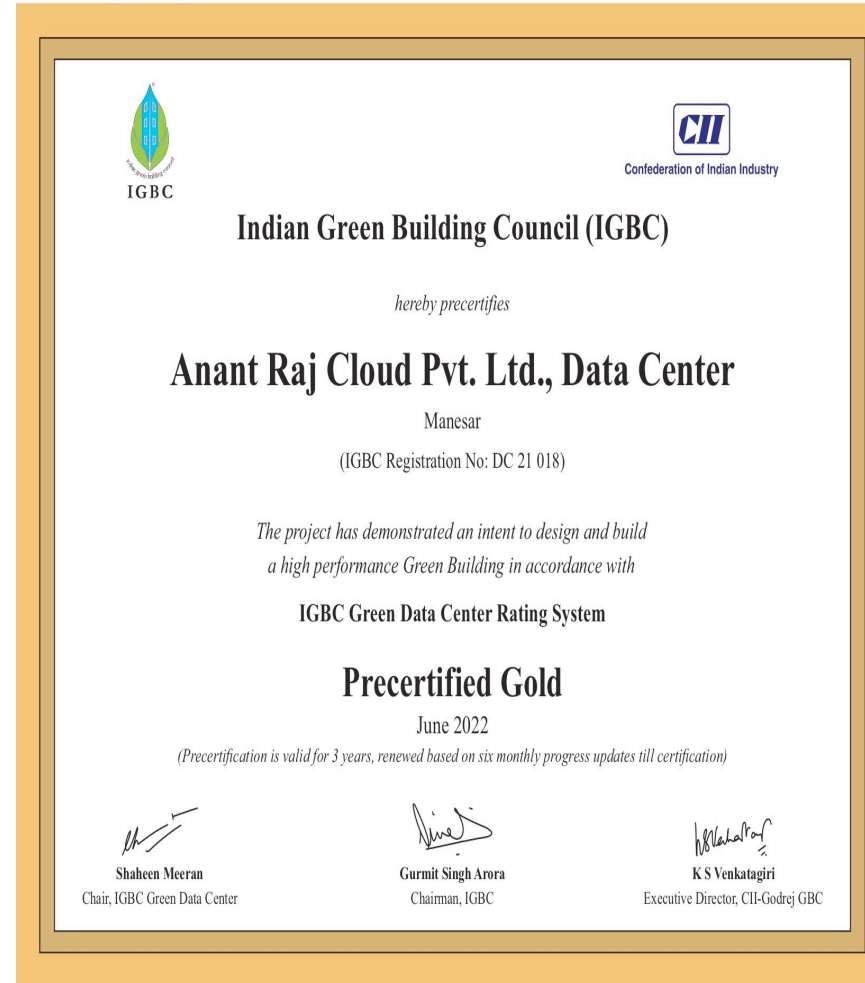 IGBC
CII
Confederation of Indian Industry
Indian Green Building Council (IGBC)
hereby precertifies
Anant Raj Cloud Pvt. Ltd., Data Center
Manesar
(IGBC Registration No: DC 21 018)
The project has demonstrated an intent to design and build
a high performance Green Building in accordance with
IGBC Green Data Center Rating System
Precertified Gold
June 2022
(Precertification is valid for 3 years, renewed based on six monthly progress updates till certification)
Shaheen Meeran
Chair, IGBC Green Data Center
Gurmit Singh Arora
Chairman, IGBC
K S Venkatagiri
Executive Director, CII-Godrej GBC